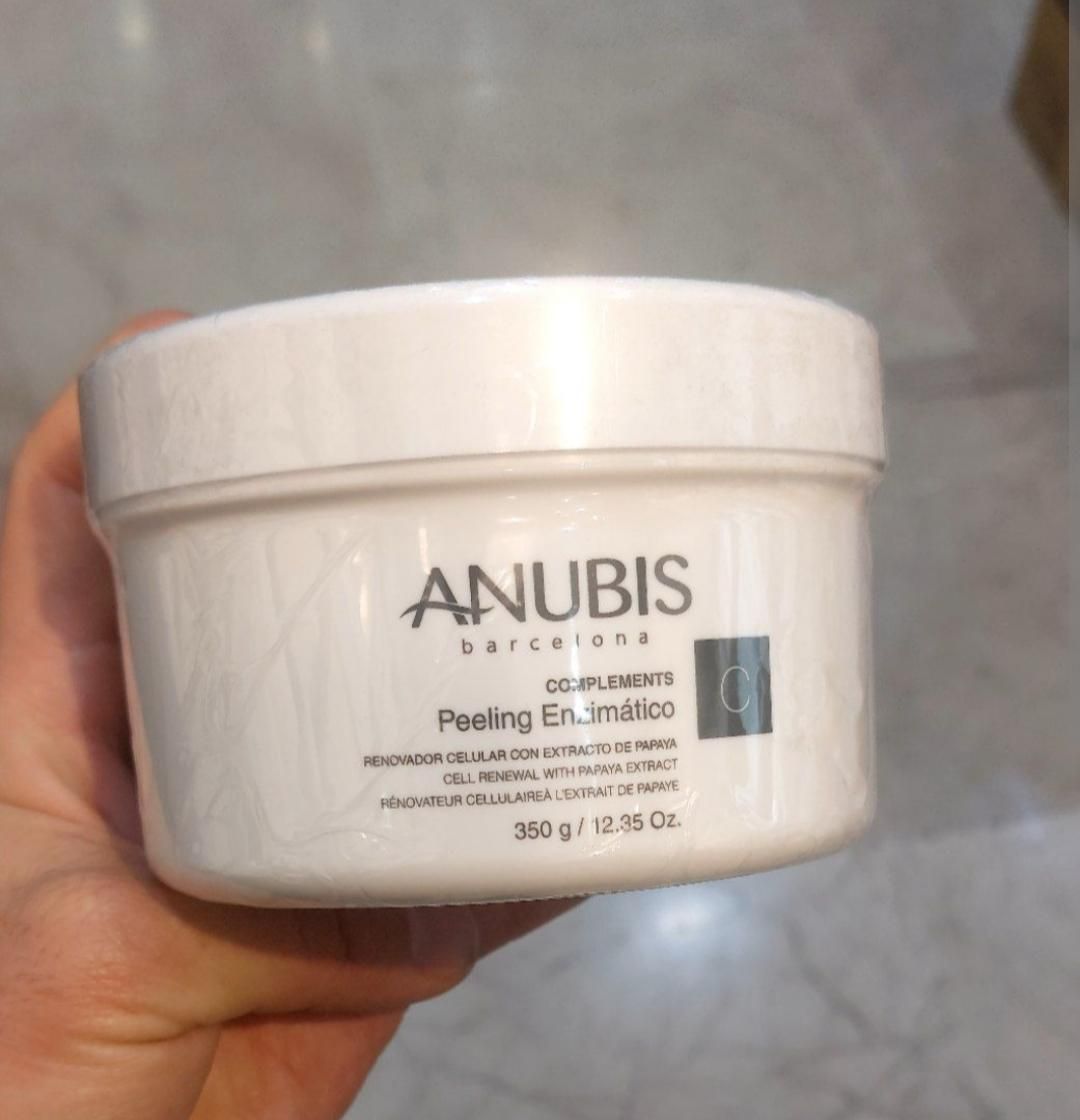 ANUBIS
barcelona
COMPLEMENTS
Peeling Enzimático
C
RENOVADOR CELULAR CON EXTRACTO DE PAPAYA
CELL RENEWAL WITH PAPAYA EXTRACT
RÉNOVATEUR CELLULAIREÀ L'EXTRAIT DE PAPAYE
350 g / 12.35 Oz.